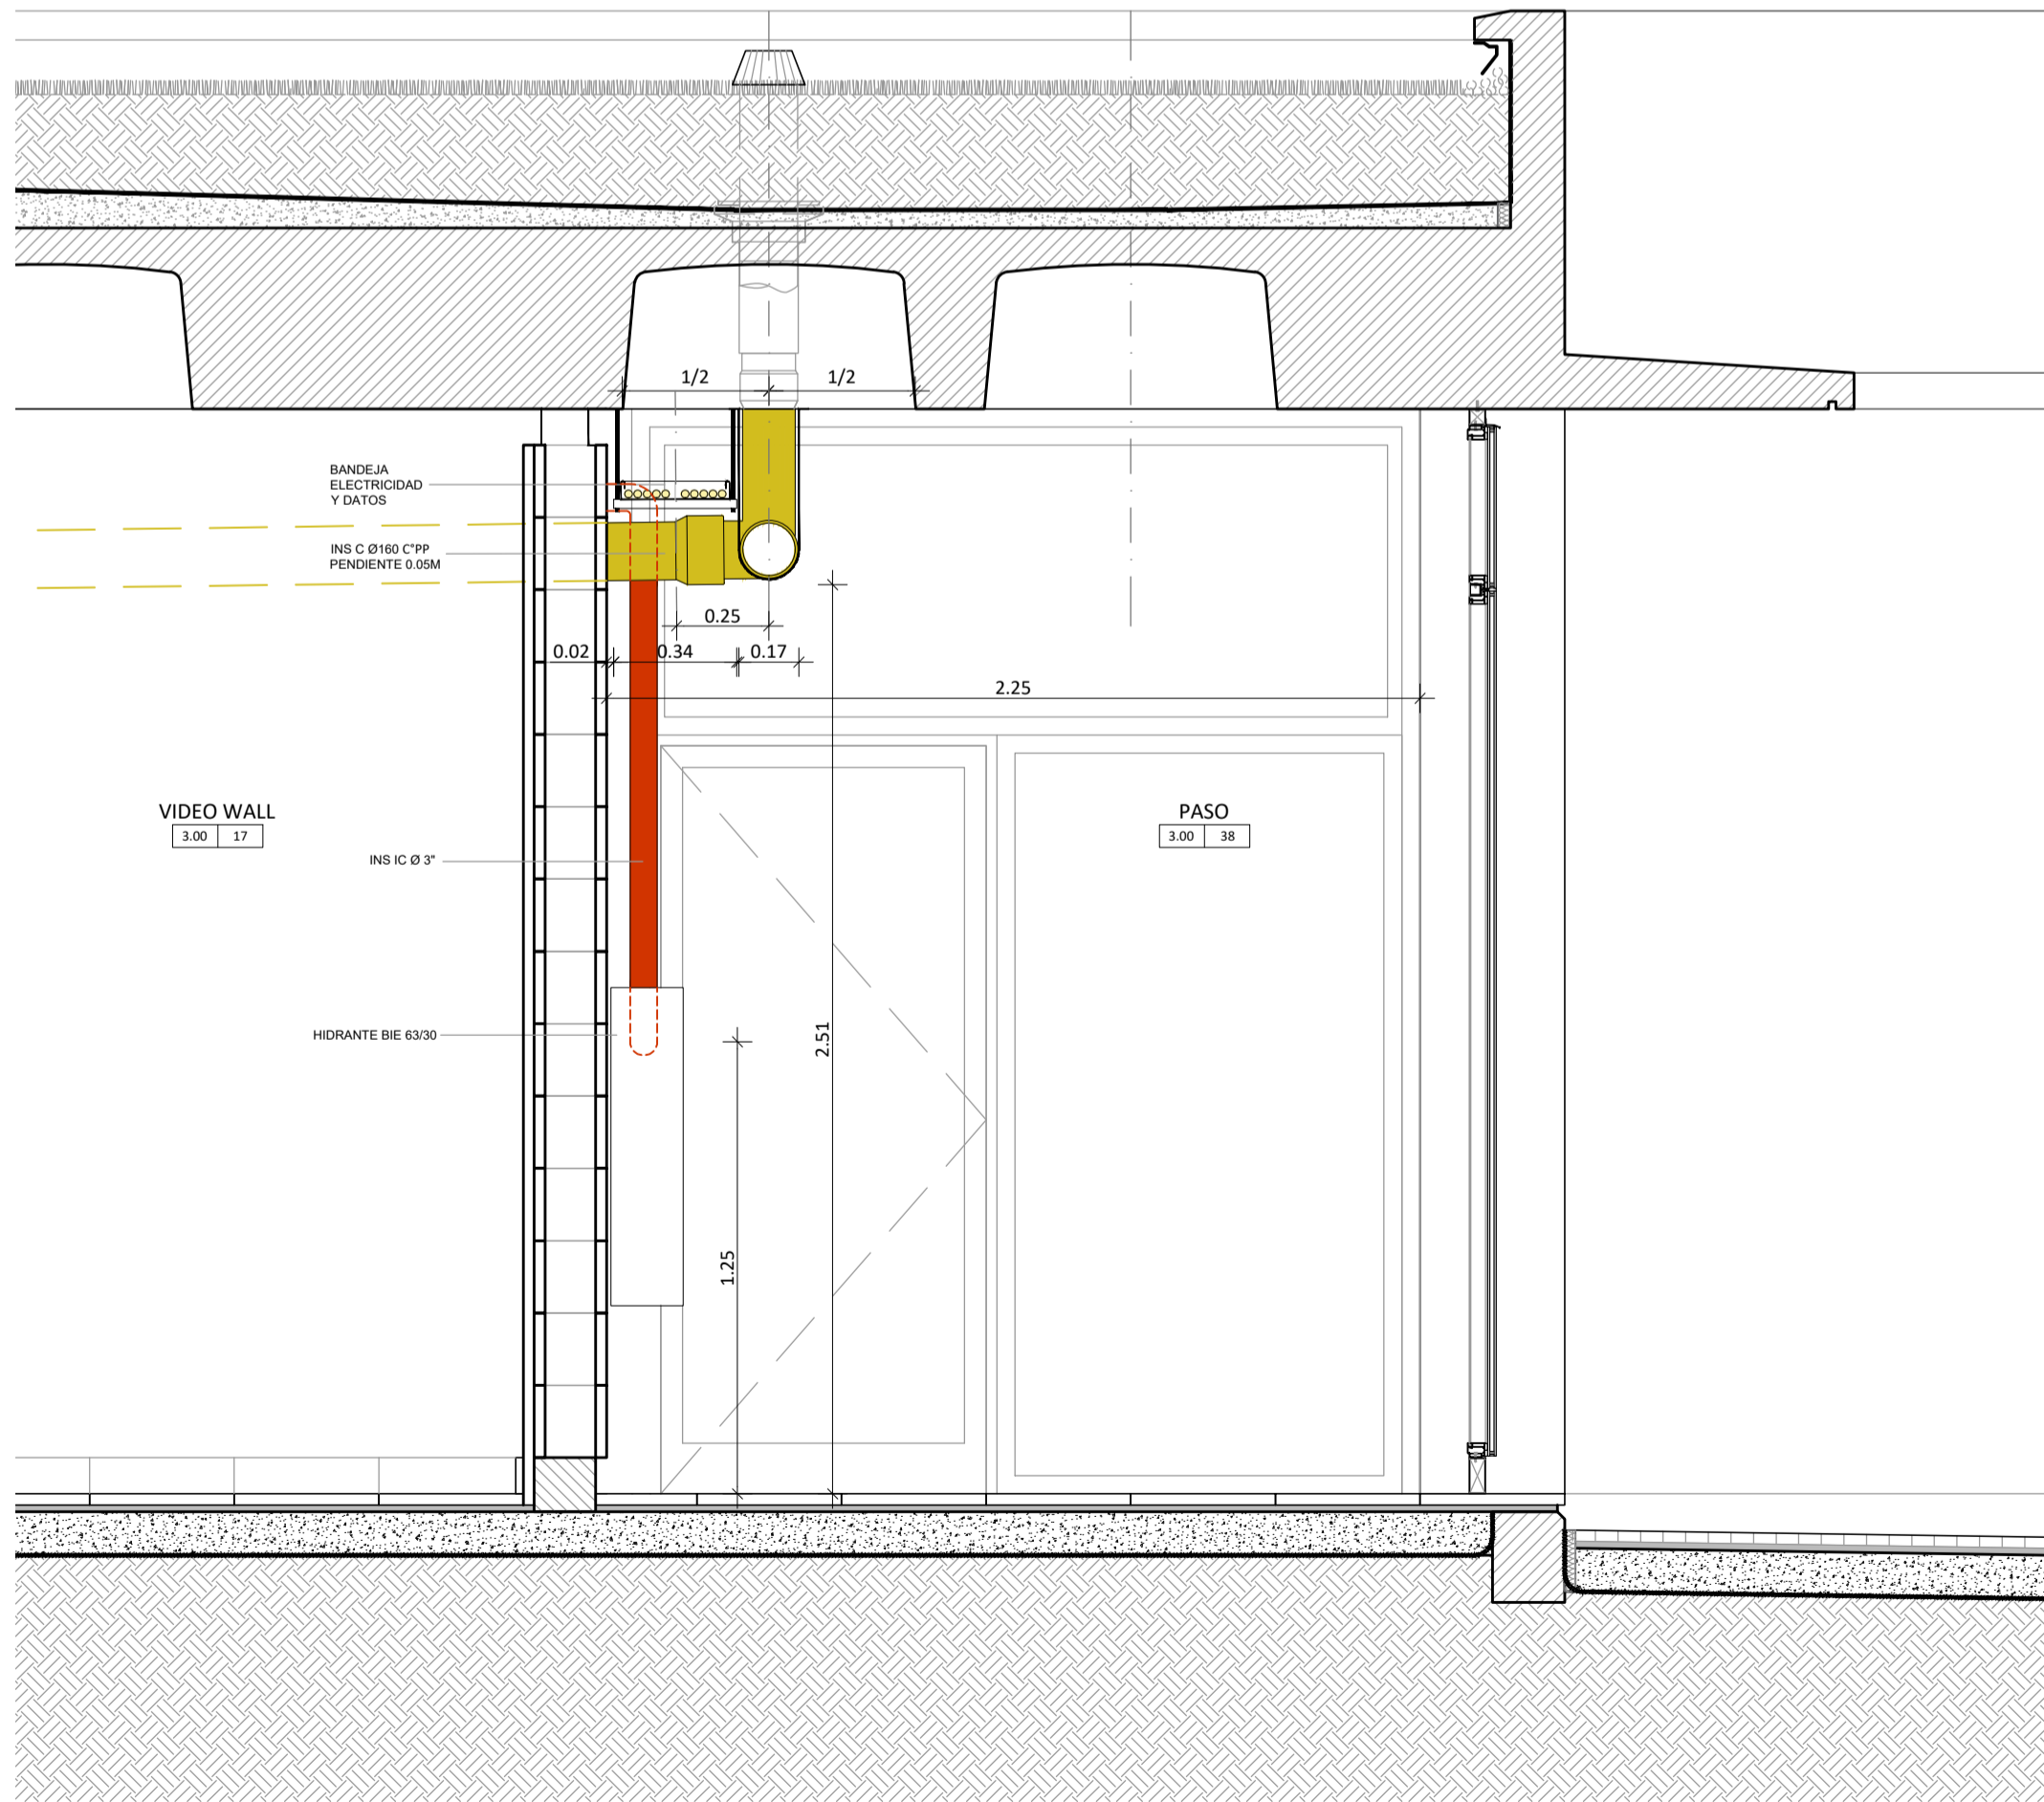 1/2
1/2
BANDEJA
ELECTRICIDAD
Y DATOS
INS C Ø160 C°PP
PENDIENTE 0.05M
0.25
0.02
0.34
0.17
2.25
VIDEO WALL
3.00 17
PASO
3.00 38
INS IC Ø 3"
HIDRANTE BIE 63/30
2.51
1.25